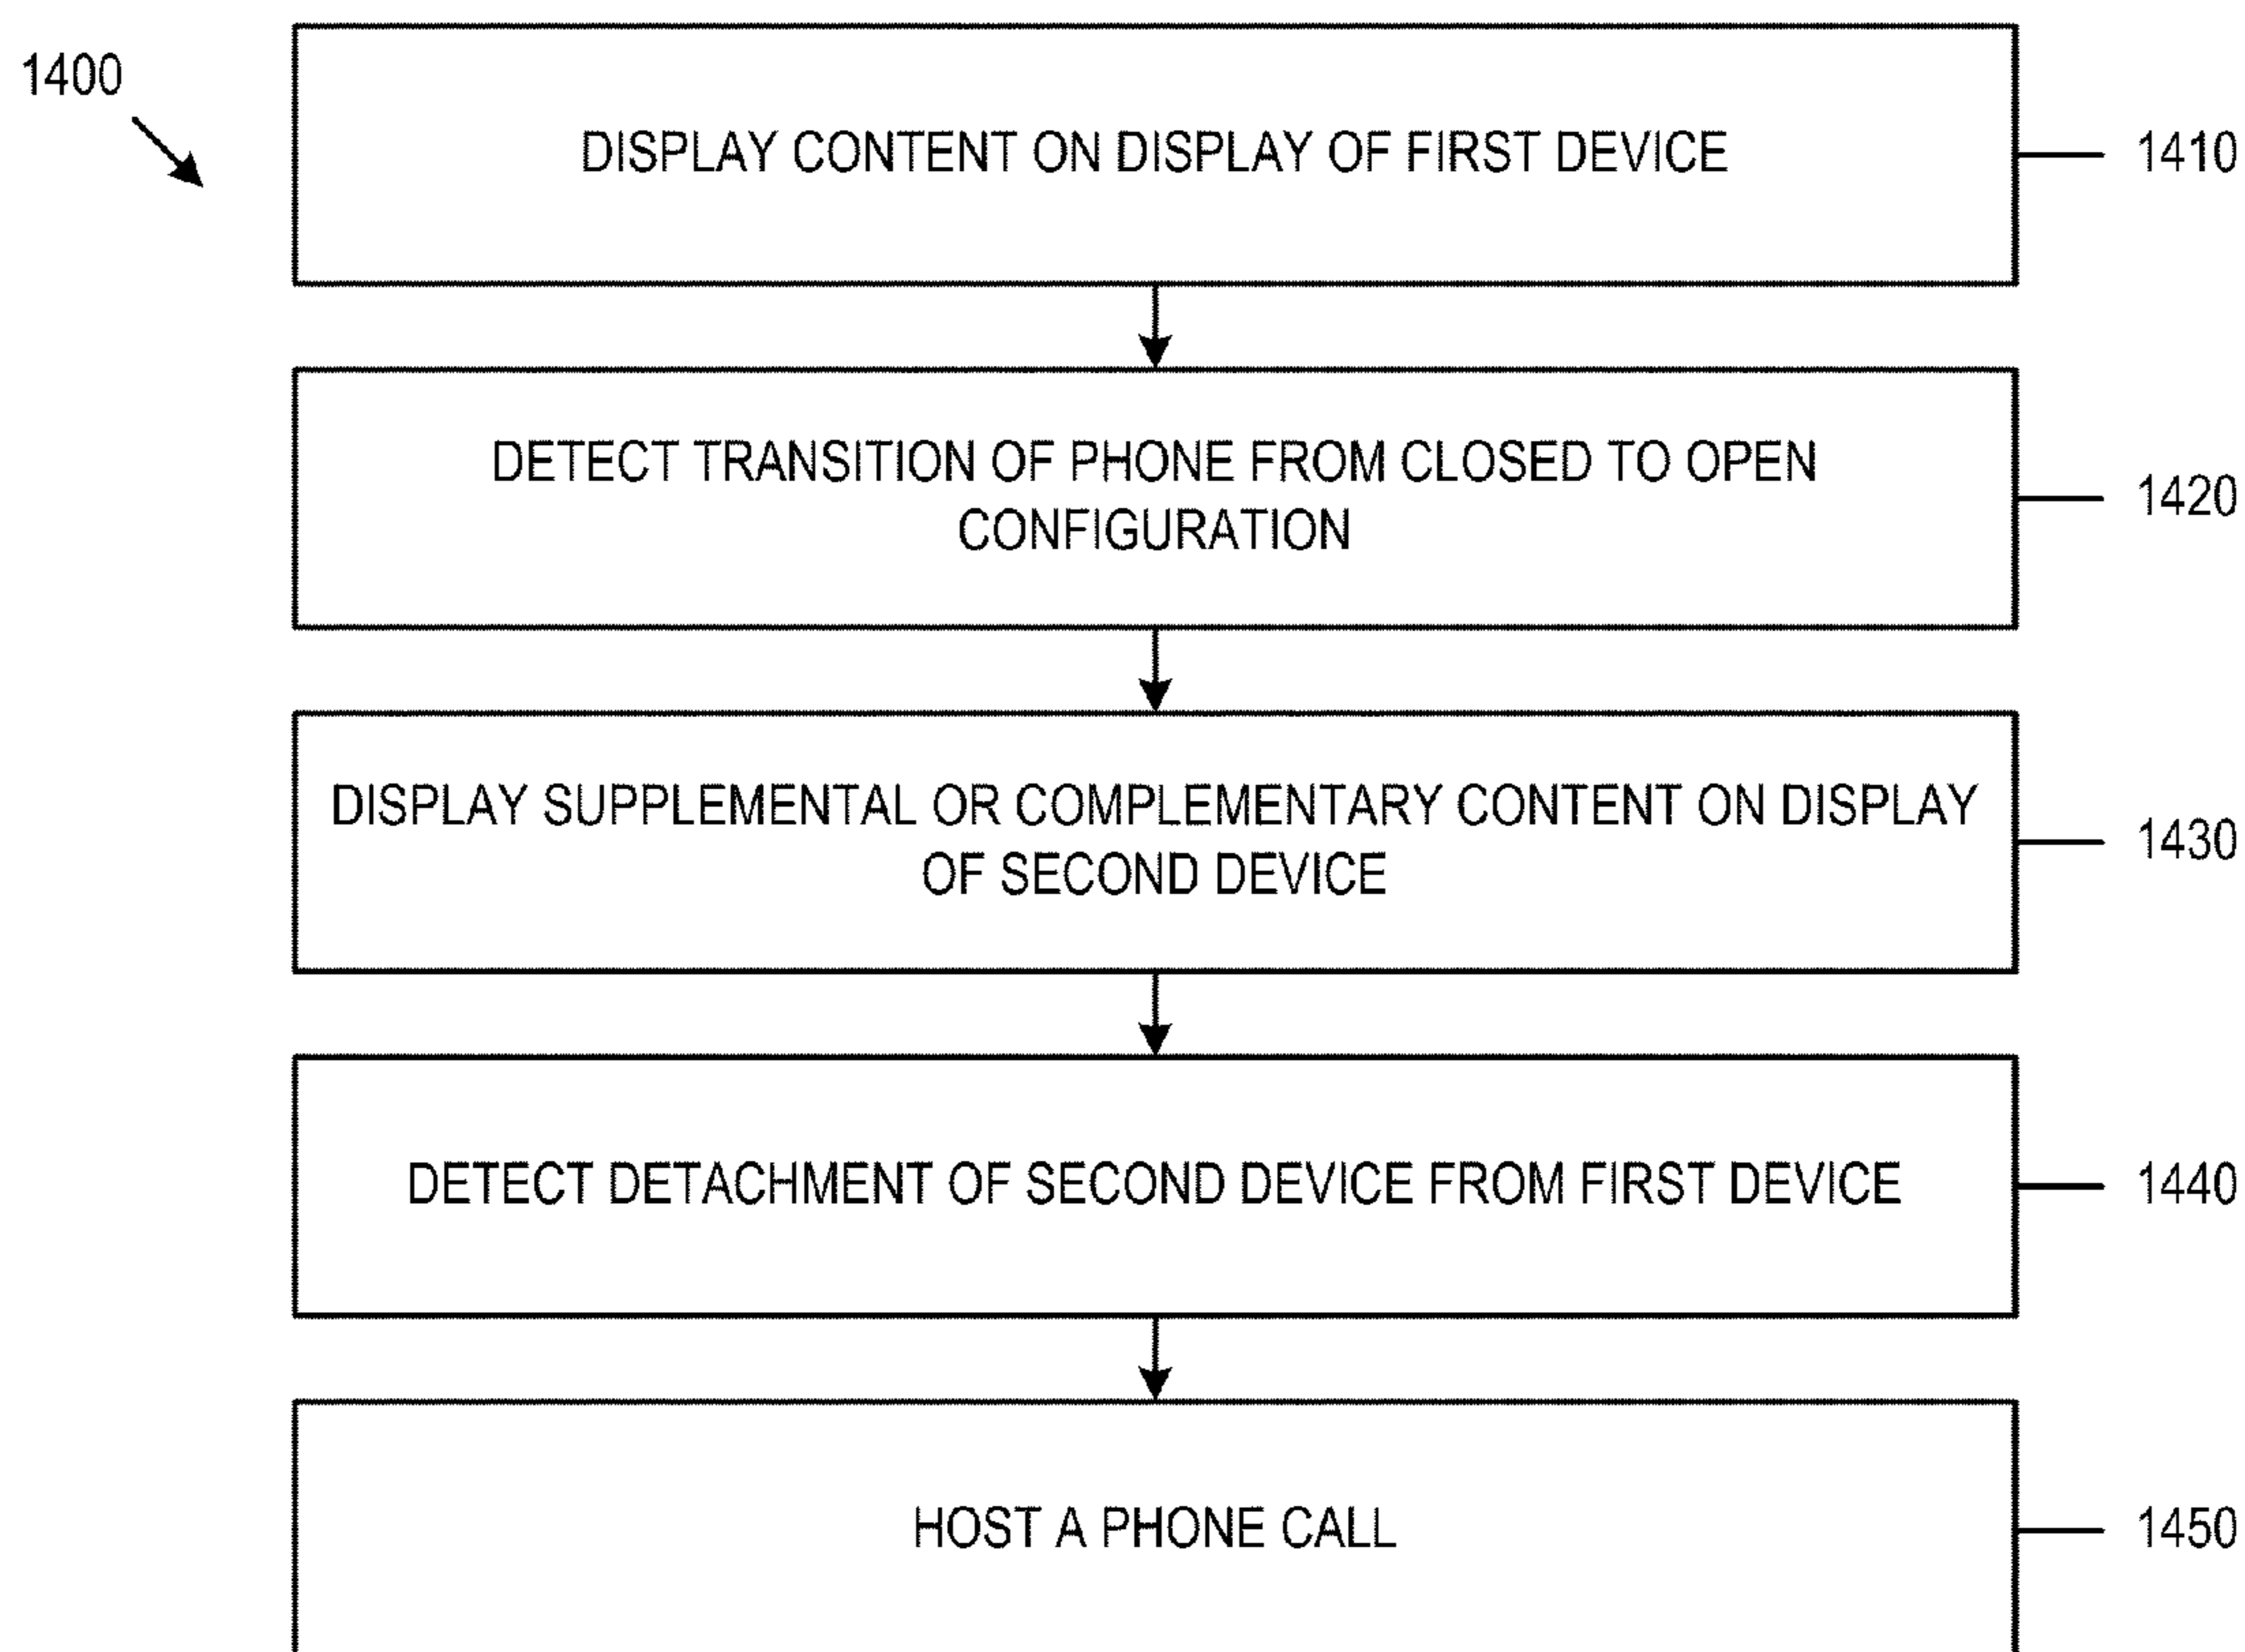 1400
DISPLAY CONTENT ON DISPLAY OF FIRST DEVICE
1410
DETECT TRANSITION OF PHONE FROM CLOSED TO OPEN
CONFIGURATION
1420
DISPLAY SUPPLEMENTAL OR COMPLEMENTARY CONTENT ON DISPLAY
OF SECOND DEVICE
1430
DETECT DETACHMENT OF SECOND DEVICE FROM FIRST DEVICE
1440
HOST A PHONE CALL
1450